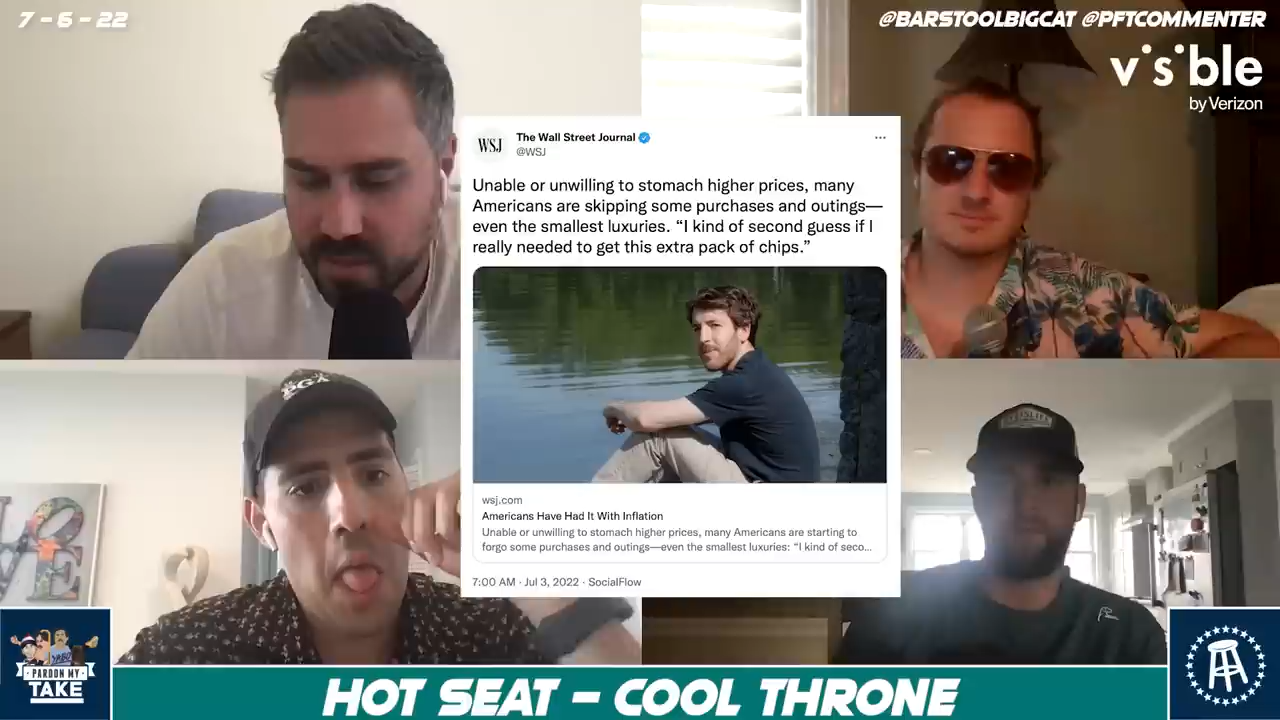 7 - 6 - 22
@BARSTOOLBIGCAT @PFTCOMMENTER
visible
by Verizon
WSJ
The Wall Street Journal
@WSJ
Unable or unwilling to stomach higher prices, many
Americans are skipping some purchases and outings—
even the smallest luxuries. “I kind of second guess if I
really needed to get this extra pack of chips.”
wsj.com
Americans Have Had It With Inflation
Unable or unwilling to stomach higher prices, many Americans are starting to
forgo some purchases and outings—even the smallest luxuries: “I kind of seco...
7:00 AM · Jul 3, 2022 · SocialFlow
PGA
PARDON MY
TAKE
HOT SEAT - COOL THRONE